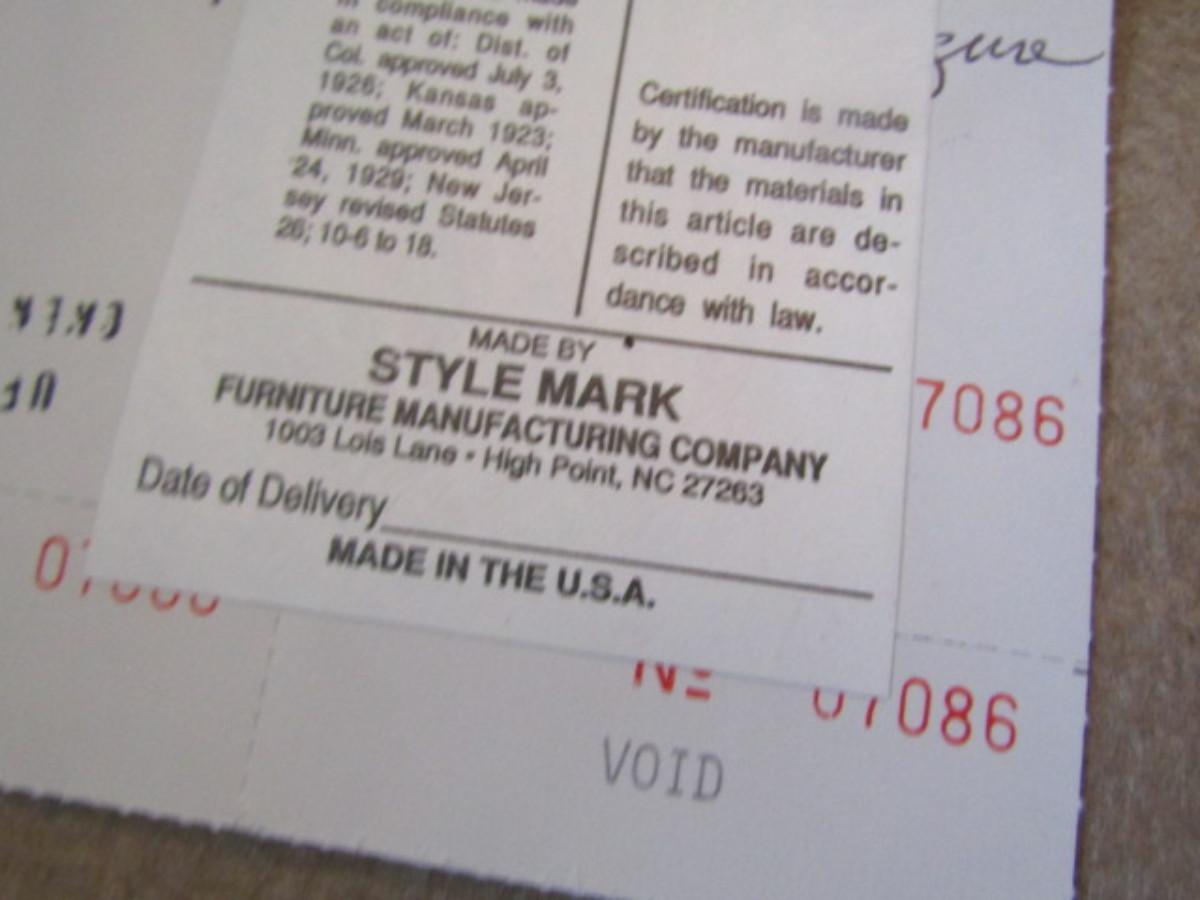 in compliance with
an act of: Dist. of
Col. approved July 3,
1926; Kansas ap-
proved March 1923;
Minn. approved April
24, 1929; New Jer-
sey revised Statutes
26; 10-6 to 18.
Certification is made
by the manufacturer
that the materials in
this article are de-
scribed in accor-
dance with law.
MADE BY
STYLE MARK
FURNITURE MANUFACTURING COMPANY
1003 Lois Lane • High Point, NC 27263
Date of Delivery
MADE IN THE U.S.A.
7086
07086
VOID